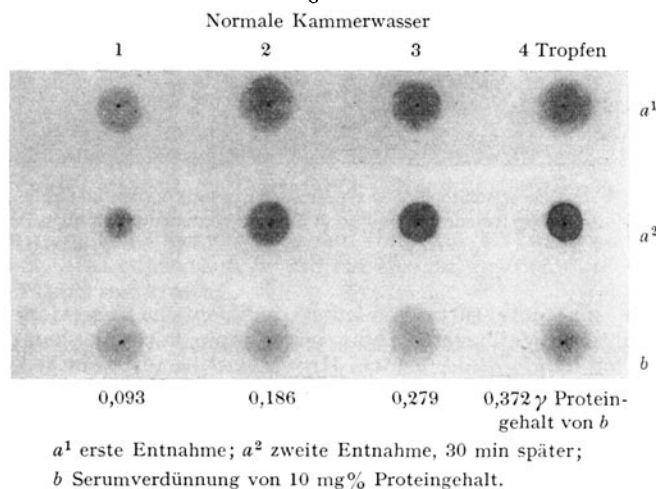 Normale Kammerwasser
1 2 3 4 Tropfen
a¹
a²
b
0,093 0,186 0,279 0,372 γ Protein-
gehalt von b
a¹ erste Entnahme; a² zweite Entnahme, 30 min später;
b Serumverdünnung von 10 mg% Proteingehalt.